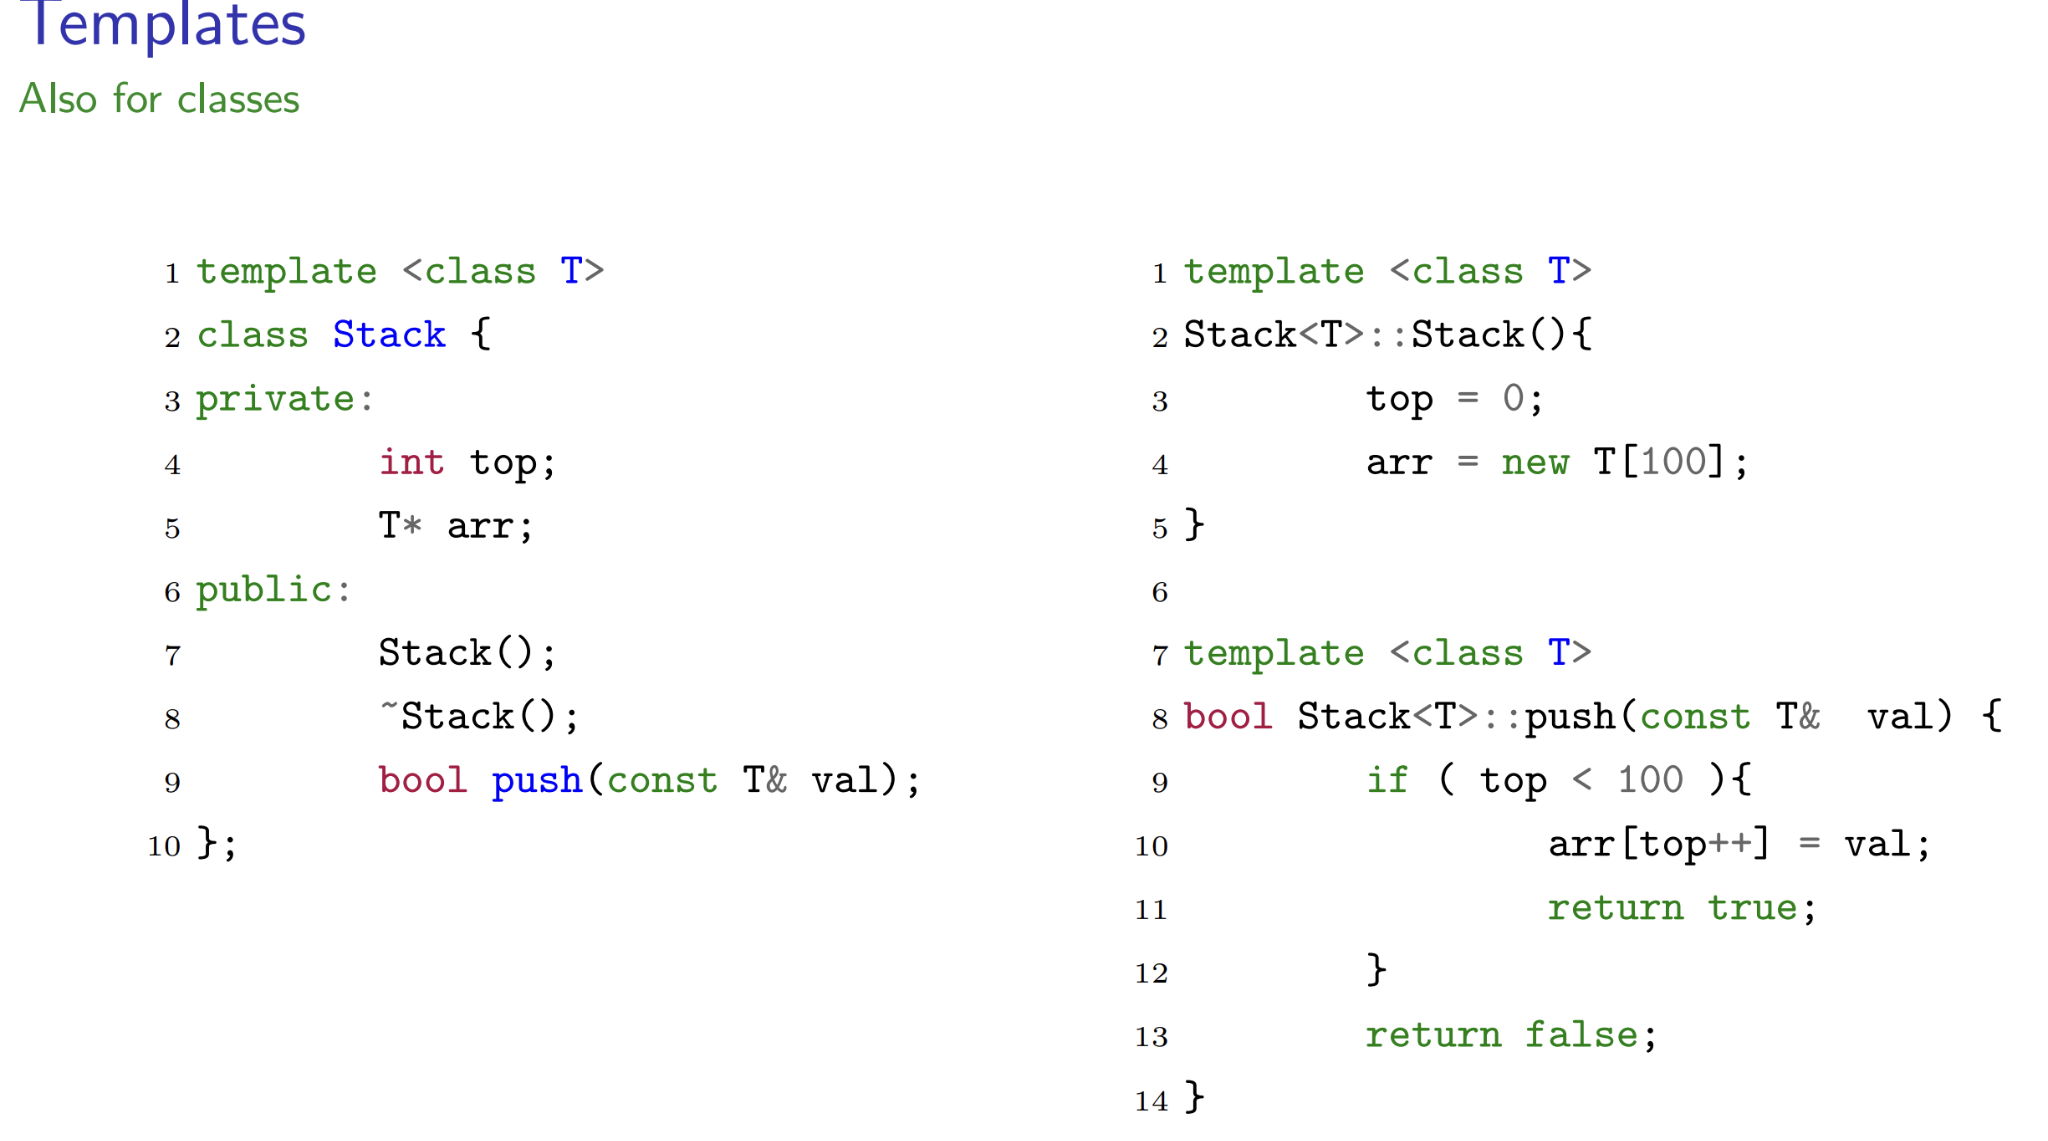 Templates
Also for classes
1 template <class T>
2 class Stack {
3 private:
4         int top;
5         T* arr;
6 public:
7         Stack();
8         ~Stack();
9         bool push(const T& val);
10 };
1 template <class T>
2 Stack<T>::Stack(){
3         top = 0;
4         arr = new T[100];
5 }
6
7 template <class T>
8 bool Stack<T>::push(const T&  val) {
9         if ( top < 100 ){
10                 arr[top++] = val;
11                 return true;
12         }
13         return false;
14 }